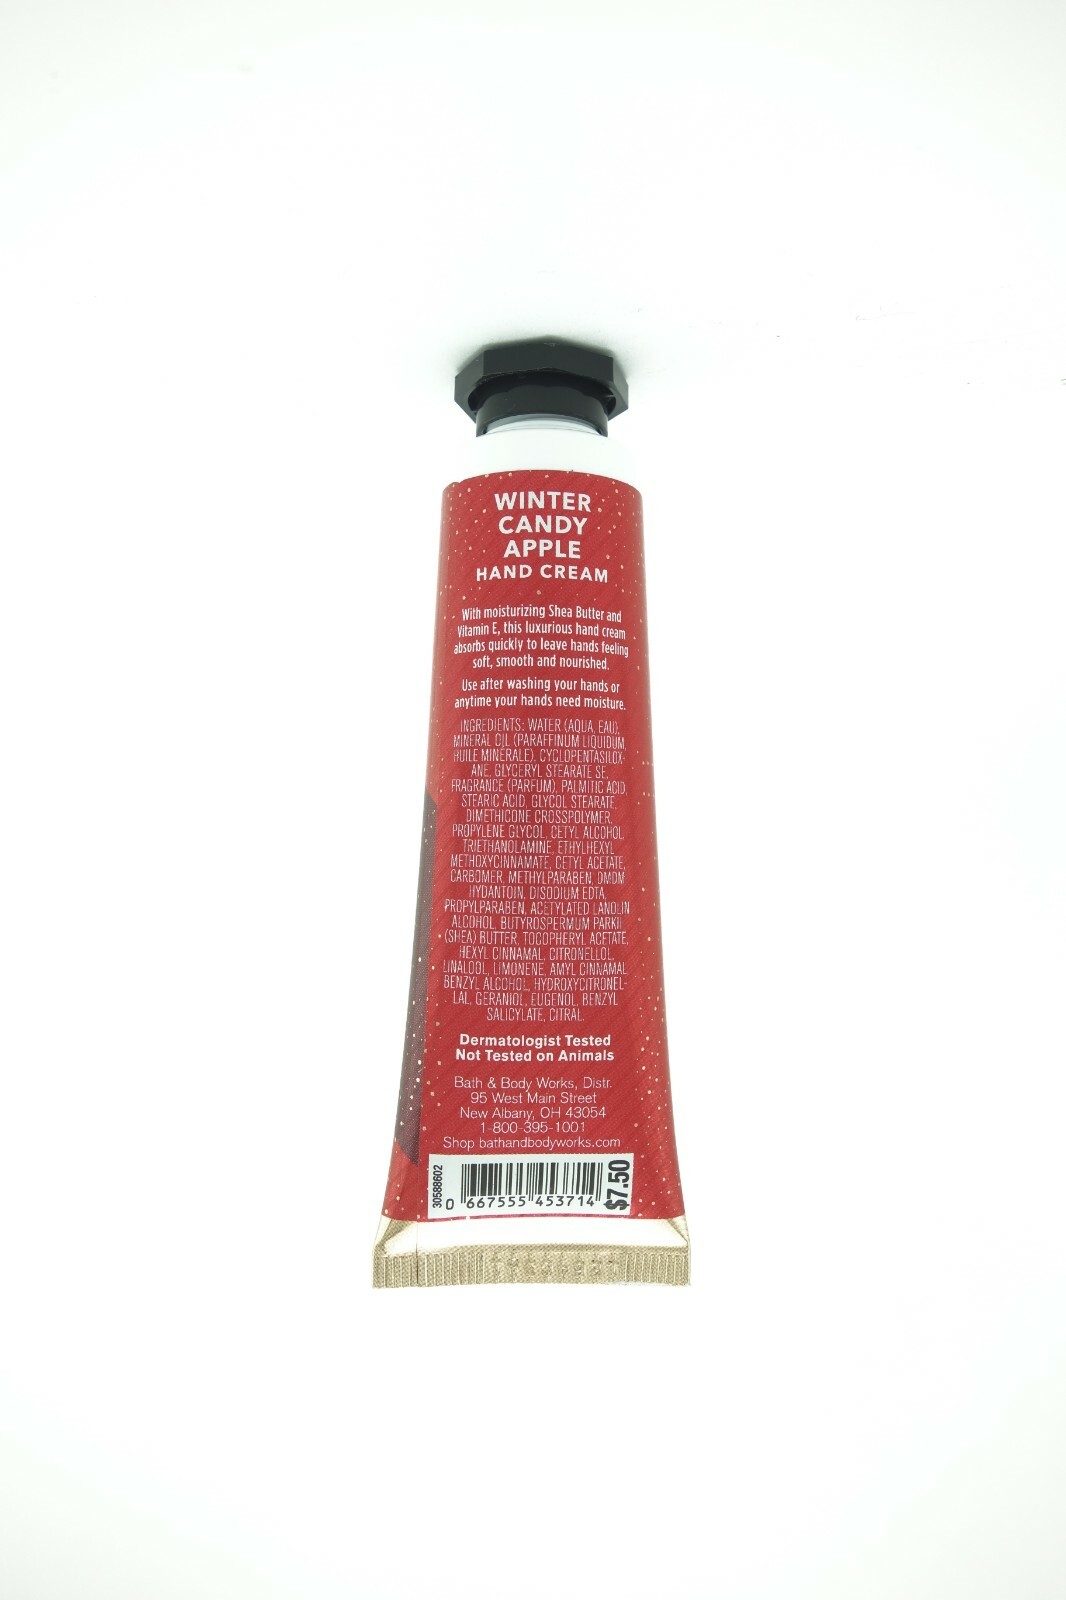 WINTER
CANDY
APPLE
HAND CREAM
With moisturizing Shea Butter and
Vitamin E, this luxurious hand cream
absorbs quickly to leave hands feeling
soft, smooth and nourished.
Use after washing your hands or
anytime your hands need moisture.
INGREDIENTS: WATER (AQUA, EAU),
MINERAL OIL (PARAFFINUM LIQUIDUM,
HUILE MINÉRALE), CYCLOPENTASILOX-
ANE, GLYCERYL STEARATE SE,
FRAGRANCE (PARFUM), PALMITIC ACID,
STEARIC ACID, GLYCOL STEARATE,
DIMETHICONE CROSSPOLYMER,
PROPYLENE GLYCOL, CETYL ALCOHOL,
TRIETHANOLAMINE, ETHYLHEXYL
METHOXYCINNAMATE, CETYL ACETATE,
CARBOMER, METHYLPARABEN, DMDM
HYDANTOIN, DISODIUM EDTA,
PROPYLPARABEN, ACETYLATED LANOLIN
ALCOHOL, BUTYROSPERMUM PARKII
(SHEA) BUTTER, TOCOPHERYL ACETATE,
HEXYL CINNAMAL, CITRONELLOL,
LINALOOL, LIMONENE, AMYL CINNAMAL,
BENZYL ALCOHOL, HYDROXYCITRONEL-
LAL, GERANIOL, EUGENOL, BENZYL
SALICYLATE, CITRAL.
Dermatologist Tested
Not Tested on Animals
Bath & Body Works, Distr.
95 West Main Street
New Albany, OH 43054
1-800-395-1001
Shop bathandbodyworks.com
30588602
0 667555 453714
$7.50